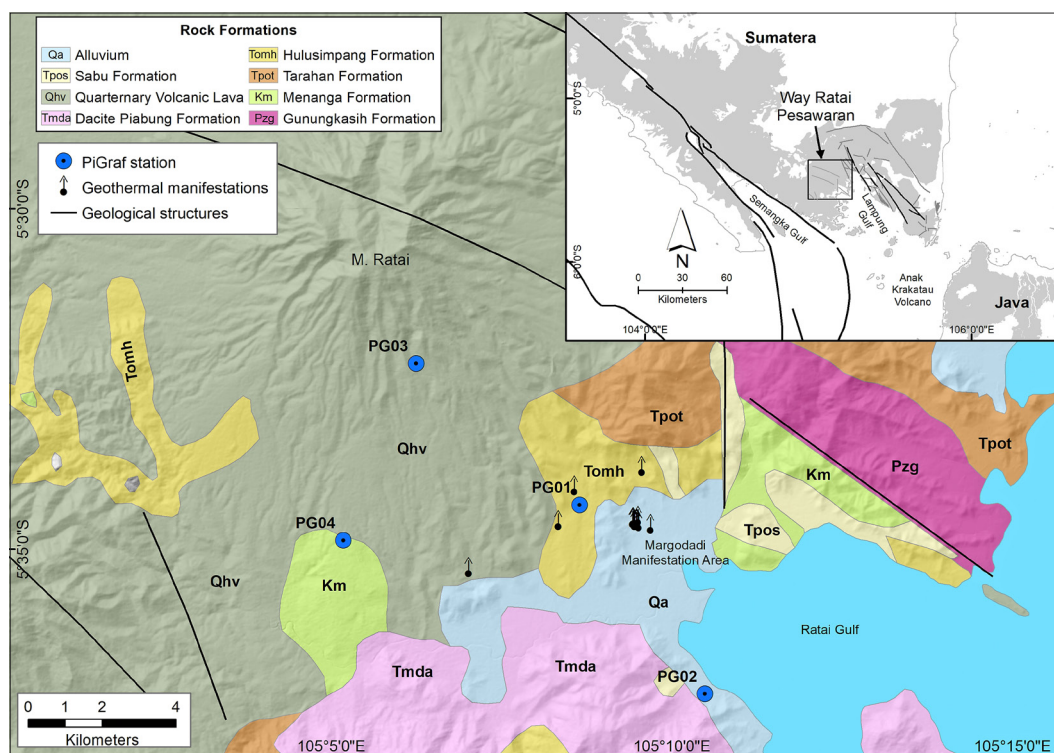 Rock Formations
Qa Alluvium
Tpos Sabu Formation
Qhv Quarternary Volcanic Lava
Tmda Dacite Piabung Formation
Tomh Hulusimpang Formation
Tpot Tarahan Formation
Km Menanga Formation
Pzg Gunungkasih Formation
PiGraf station
Geothermal manifestations
Geological structures
Sumatera
Way Ratai
Pesawaran
Semangka Gulf
Lampung
Gulf
N
0 30 60
Kilometers
Anak
Krakatau
Volcano
Java
5°0'0"S
6°0'0"S
104°0'0"E
106°0'0"E
5°30'0"S
M. Ratai
PG03
Tomh
Qhv
Tpot
Tpot
Tomh
Km
Pzg
PG01
PG04
Tpos
Margodadi
Manifestation Area
5°35'0"S
Qhv
Km
Qa
Ratai Gulf
Tmda
Tmda
PG02
0 1 2 4
Kilometers
105°5'0"E
105°10'0"E
105°15'0"E